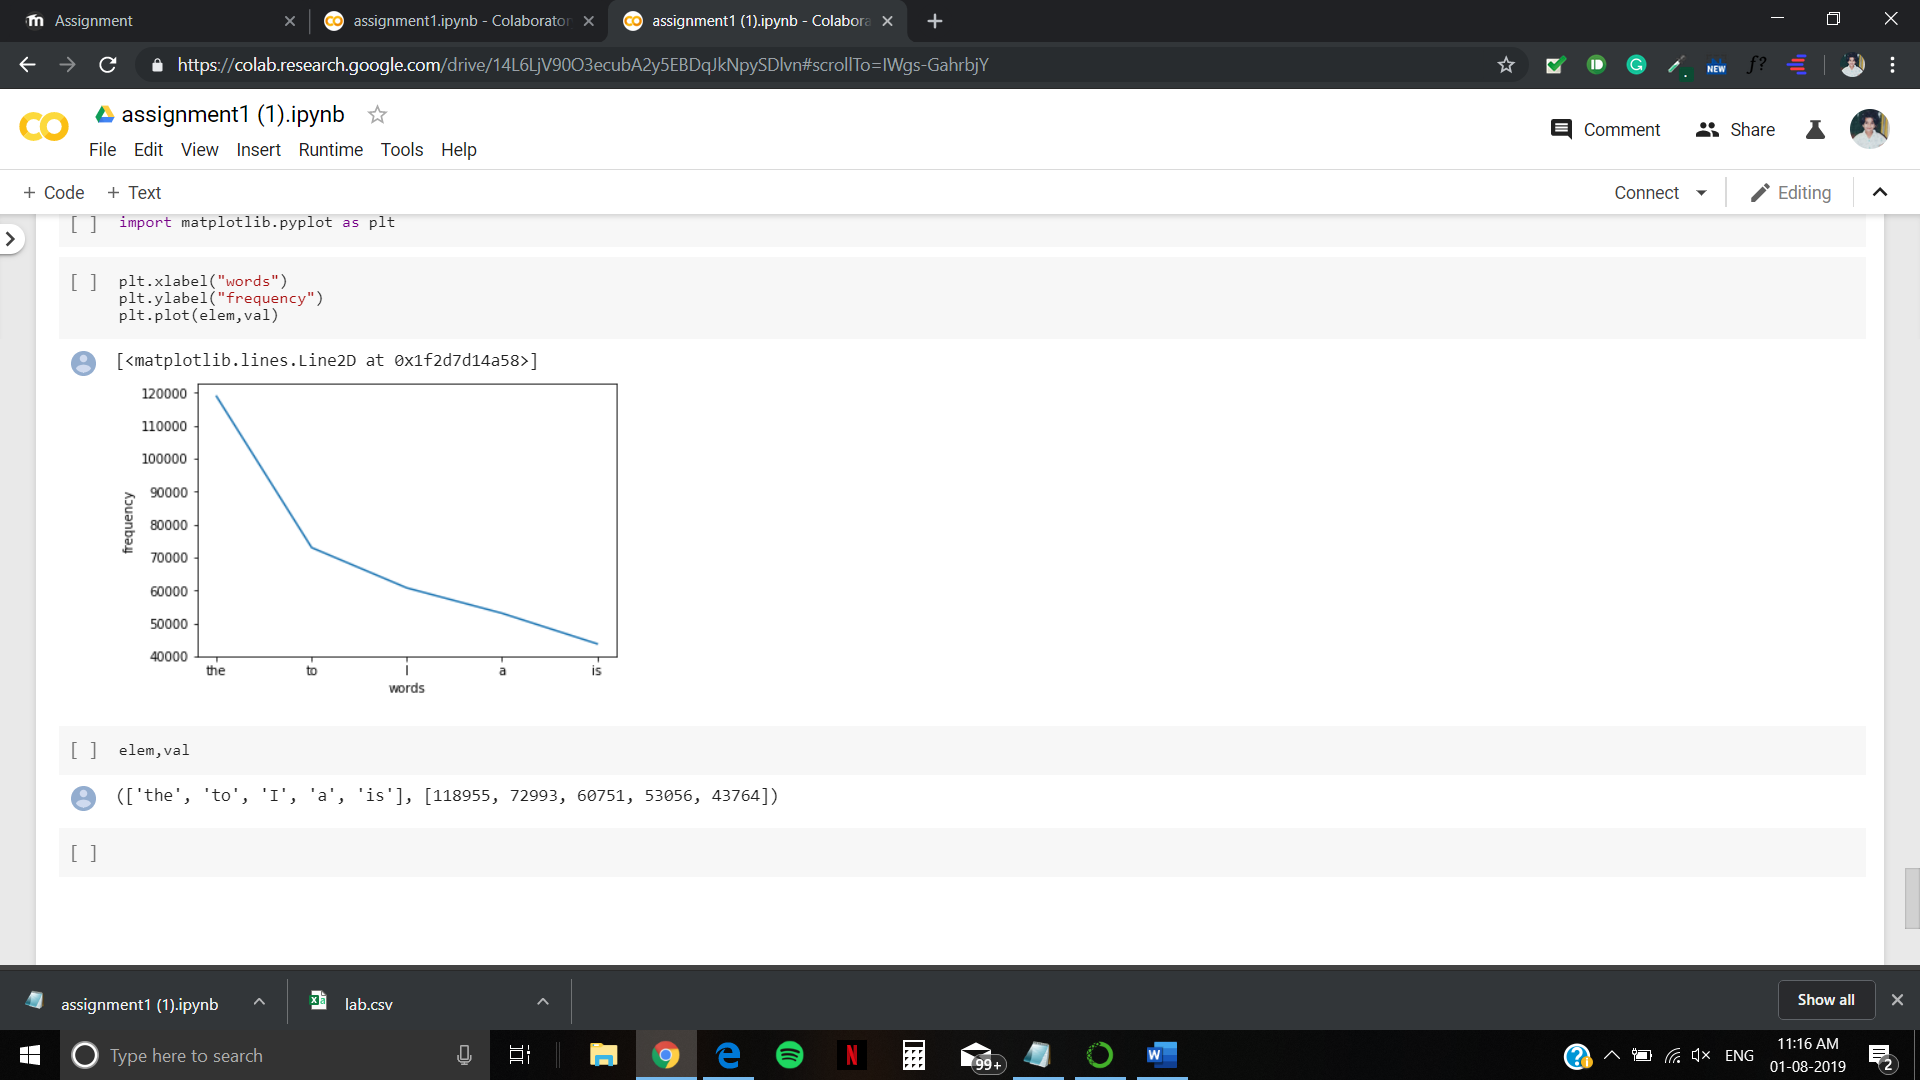 Assignment
assignment1.ipynb - Colaborator
assignment1 (1).ipynb - Colabora
https://colab.research.google.com/drive/14L6LjV90O3ecubA2y5EBDqJkNpySDlvn#scrollTo=IWgs-GahrbjY
NEW
f?
assignment1 (1).ipynb
Comment
Share
File Edit View Insert Runtime Tools Help
+ Code + Text
Connect
Editing
[ ] import matplotlib.pyplot as plt
[ ] plt.xlabel("words")
plt.ylabel("frequency")
plt.plot(elem,val)
[<matplotlib.lines.Line2D at 0x1f2d7d14a58>]
120000
110000
100000
90000
80000
70000
60000
50000
40000
frequency
the to I a is
words
[ ] elem,val
(['the', 'to', 'I', 'a', 'is'], [118955, 72993, 60751, 53056, 43764])
[ ]
assignment1 (1).ipynb
lab.csv
Show all
Type here to search
99+
ENG
11:16 AM
01-08-2019
2